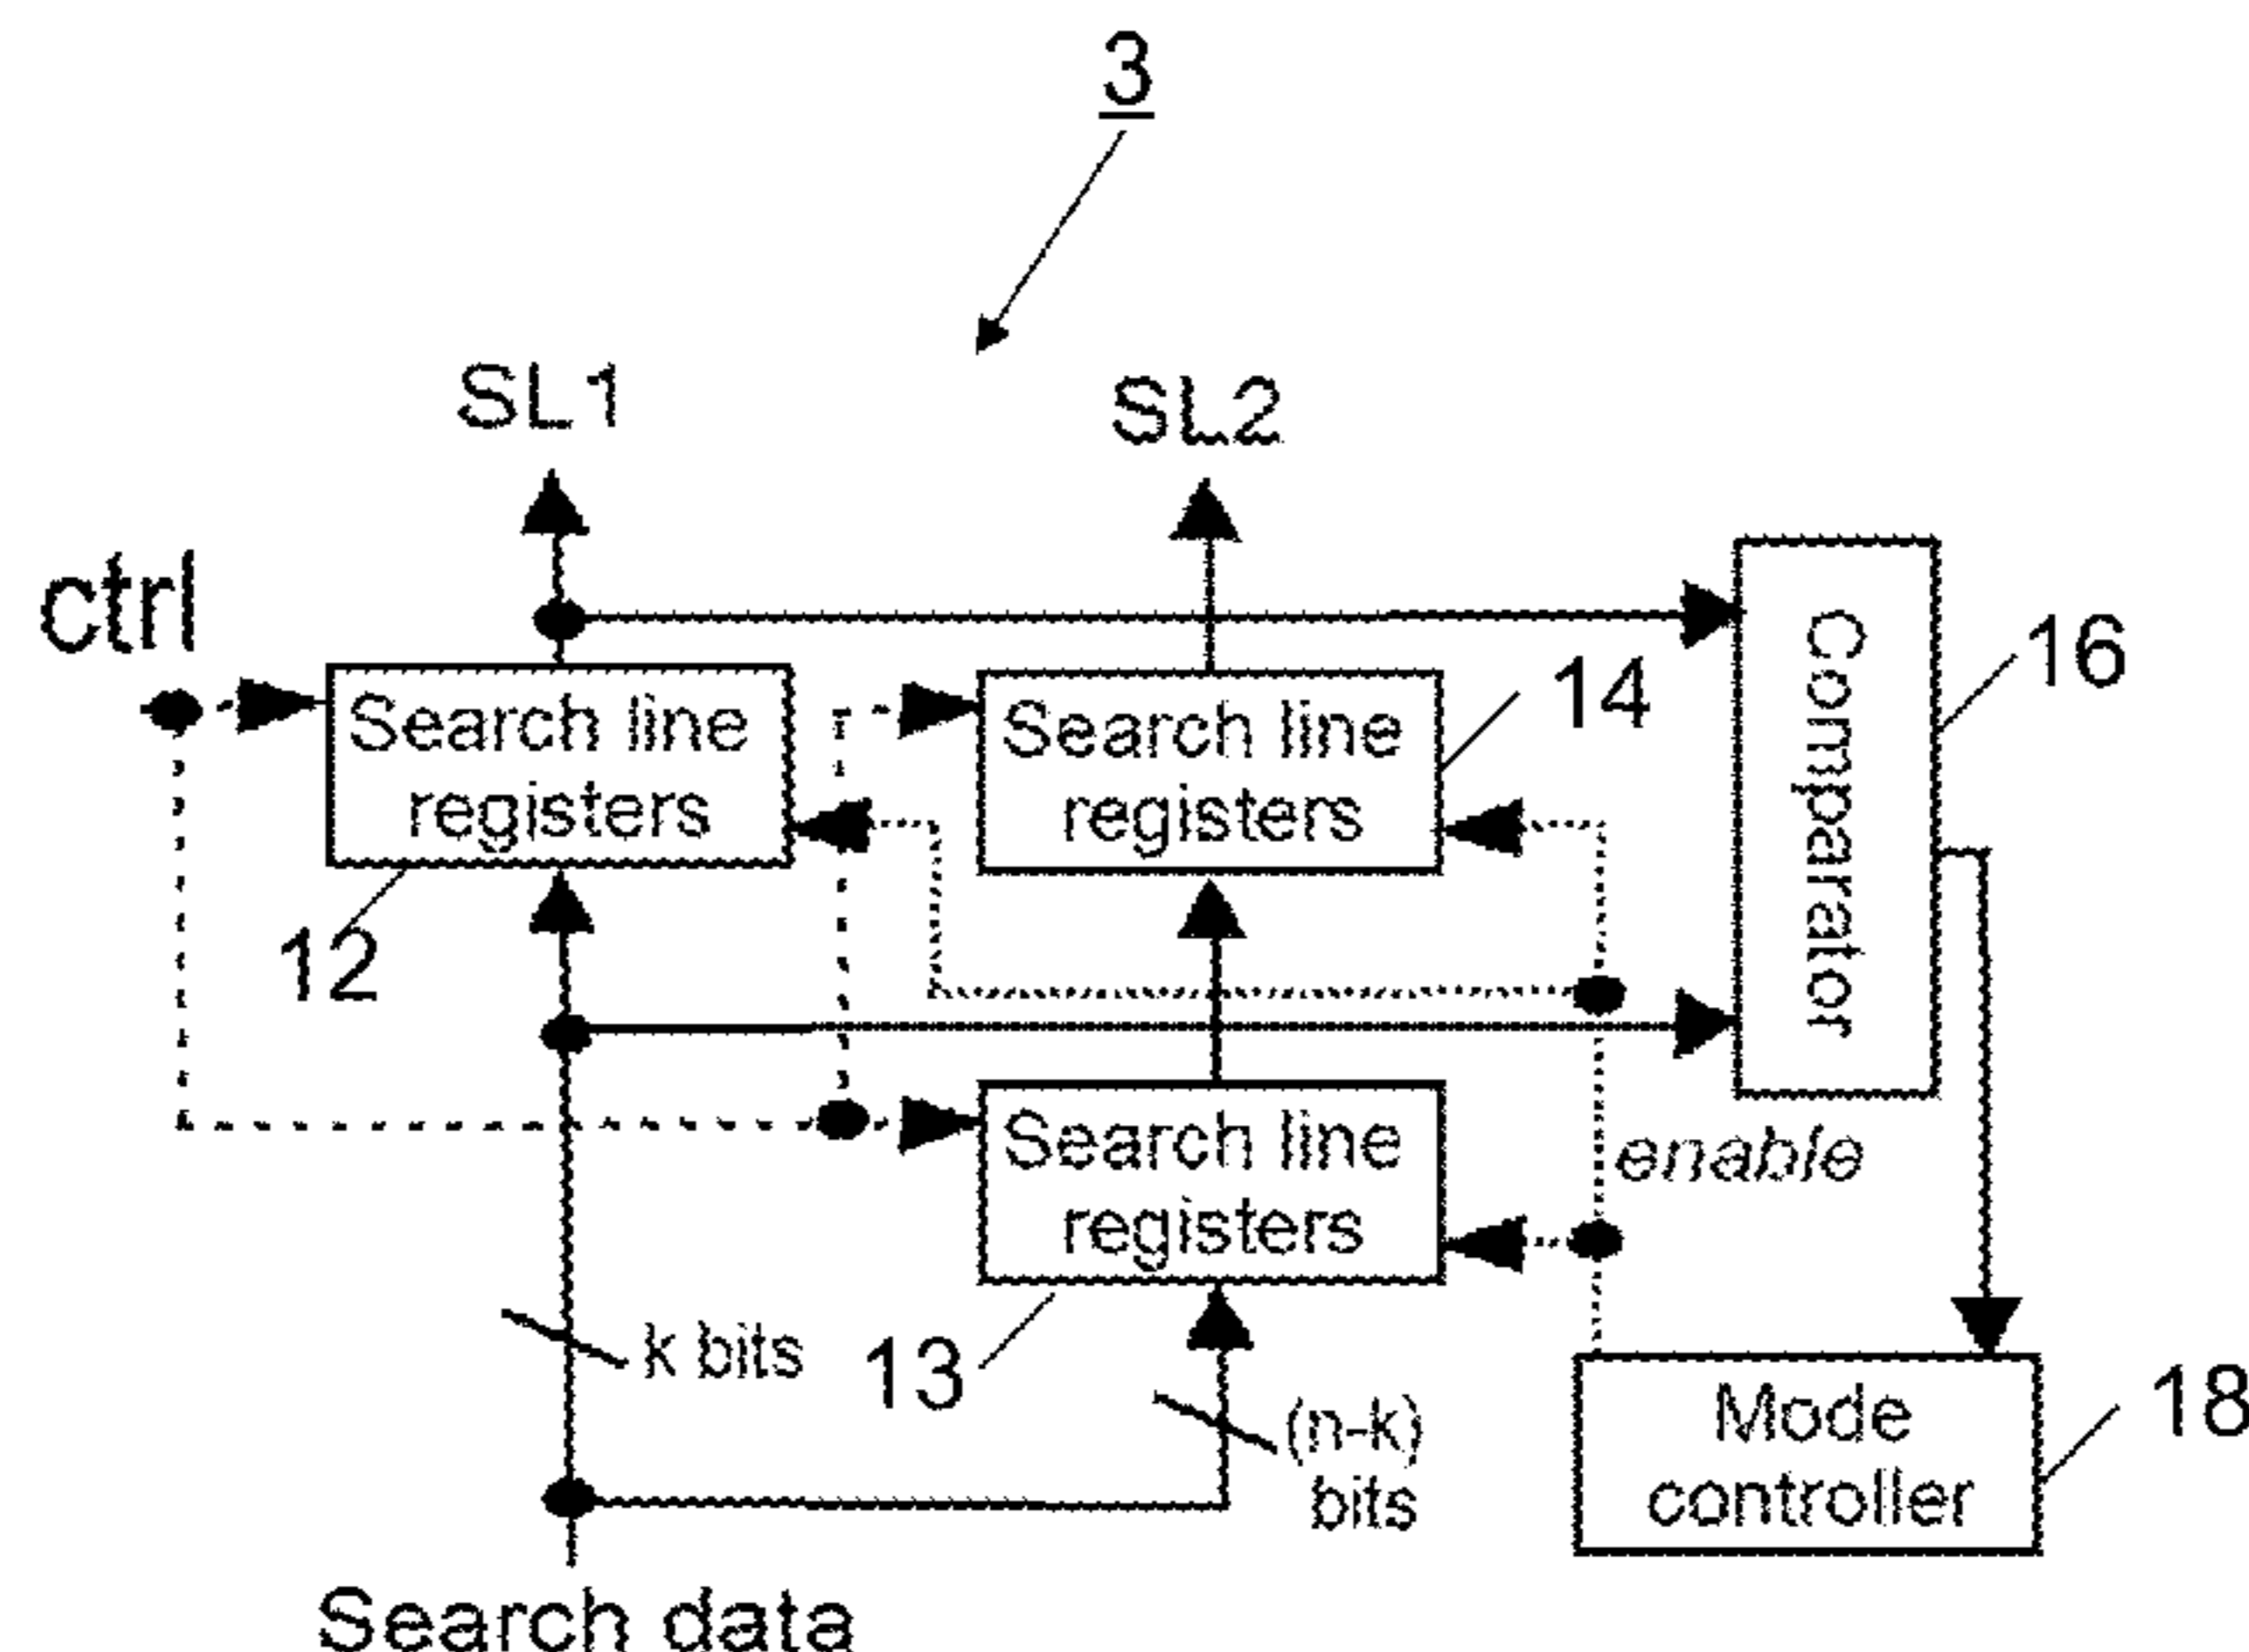 3
SL1
SL2
ctrl
Search line
registers
Search line
registers
14
Comparator
16
12
Search line
registers
enable
k bits
13
(n-k)
bits
Mode
controller
18
Search data